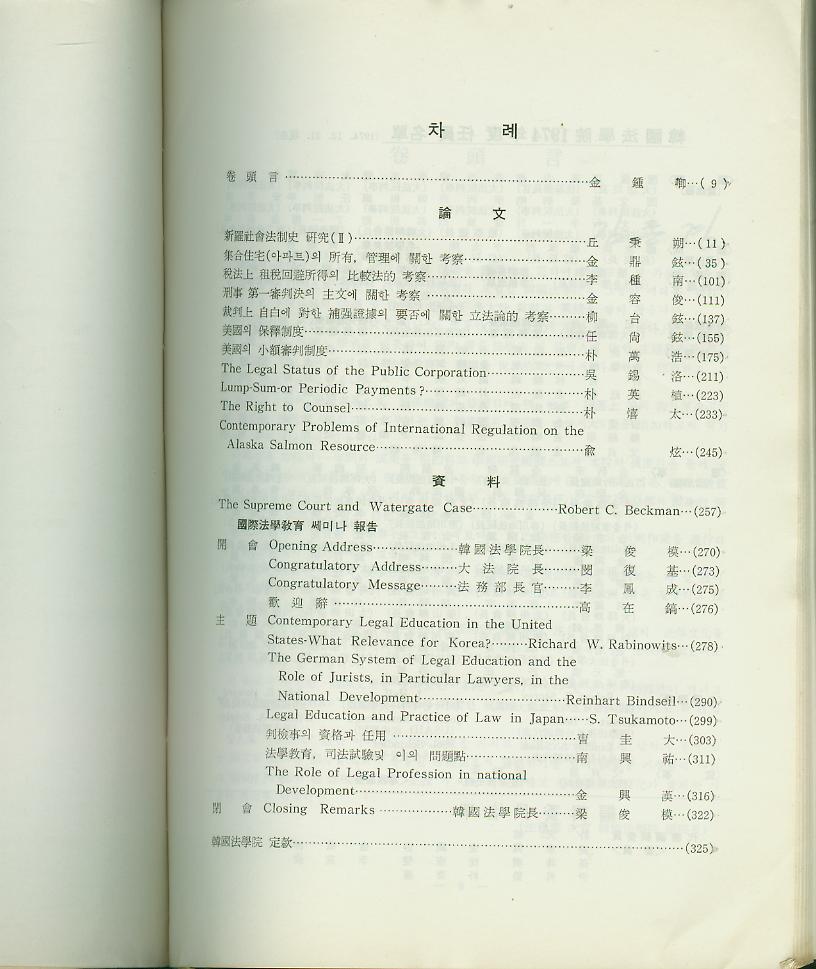 차 례
卷頭言……金 鍾 …( 9 )
論 文
新羅社會法制史 硏究(Ⅱ)……丘 秉 朔…(11)
集合住宅(아파트)의 所有, 管理에 關한 考察……金 鼎 鉉…(35)
稅法上 租稅回避所得의 比較法的 考察……李 種 南…(101)
刑事 第一審判決의 主文에 關한 考察……金 容 俊…(111)
裁判上 自白에 對한 補强證據의 要否에 關한 立法論的 考察……柳 台 鉉…(137)
美國의 保釋制度……任 尙 鉉…(155)
美國의 小額審判制度……朴 萬 浩…(175)
The Legal Status of the Public Corporation……吳 錫 洛…(211)
Lump-Sum-or Periodic Payments?……朴 英 植…(223)
The Right to Counsel……朴 禧 太…(233)
Contemporary Problems of International Regulation on the
Alaska Salmon Resource……兪 炫…(245)
資 料
The Supreme Court and Watergate Case……Robert C. Beckman…(257)
國際法學敎育 쎄미나 報告
開 會 Opening Address……韓國法學院長……梁 俊 模…(270)
Congratulatory Address……大 法 院 長……閔 復 基…(273)
Congratulatory Message……法務部長官……李 鳳 成…(275)
歡 迎 辭……高 在 鎬…(276)
主 題 Contemporary Legal Education in the United
States-What Relevance for Korea?……Richard W. Rabinowits…(278)
The German System of Legal Education and the
Role of Jurists, in Particular Lawyers, in the
National Development……Reinhart Bindseil…(290)
Legal Education and Practice of Law in Japan……S. Tsukamoto…(299)
判檢事의 資格과 任用……曺 圭 大…(303)
法學敎育, 司法試驗및 이의 問題點……南 興 祐…(311)
The Role of Legal Profession in national
Development……金 興 漢…(316)
閉 會 Closing Remarks……韓國法學院長……梁 俊 模…(322)
韓國法學院 定款……(325)